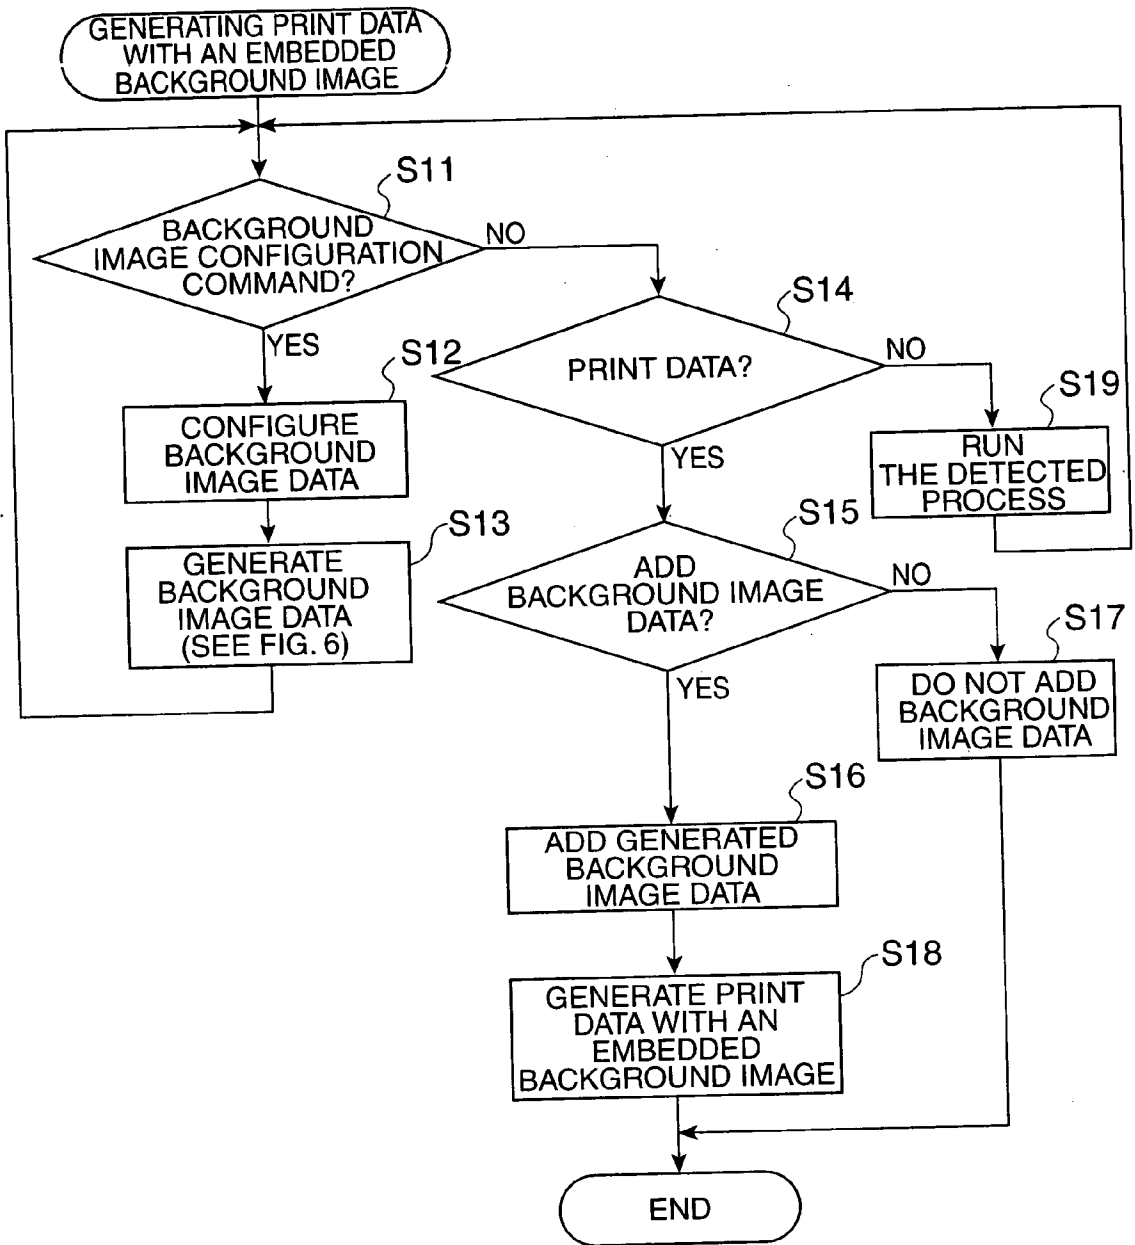 GENERATING PRINT DATA
WITH AN EMBEDDED
BACKGROUND IMAGE
S11
BACKGROUND
IMAGE CONFIGURATION
COMMAND?
NO
YES
S12
CONFIGURE
BACKGROUND
IMAGE DATA
S13
GENERATE
BACKGROUND
IMAGE DATA
(SEE FIG. 6)
S14
PRINT DATA?
NO
YES
S19
RUN
THE DETECTED
PROCESS
S15
ADD
BACKGROUND IMAGE
DATA?
NO
YES
S17
DO NOT ADD
BACKGROUND
IMAGE DATA
S16
ADD GENERATED
BACKGROUND
IMAGE DATA
S18
GENERATE PRINT
DATA WITH AN
EMBEDDED
BACKGROUND IMAGE
END